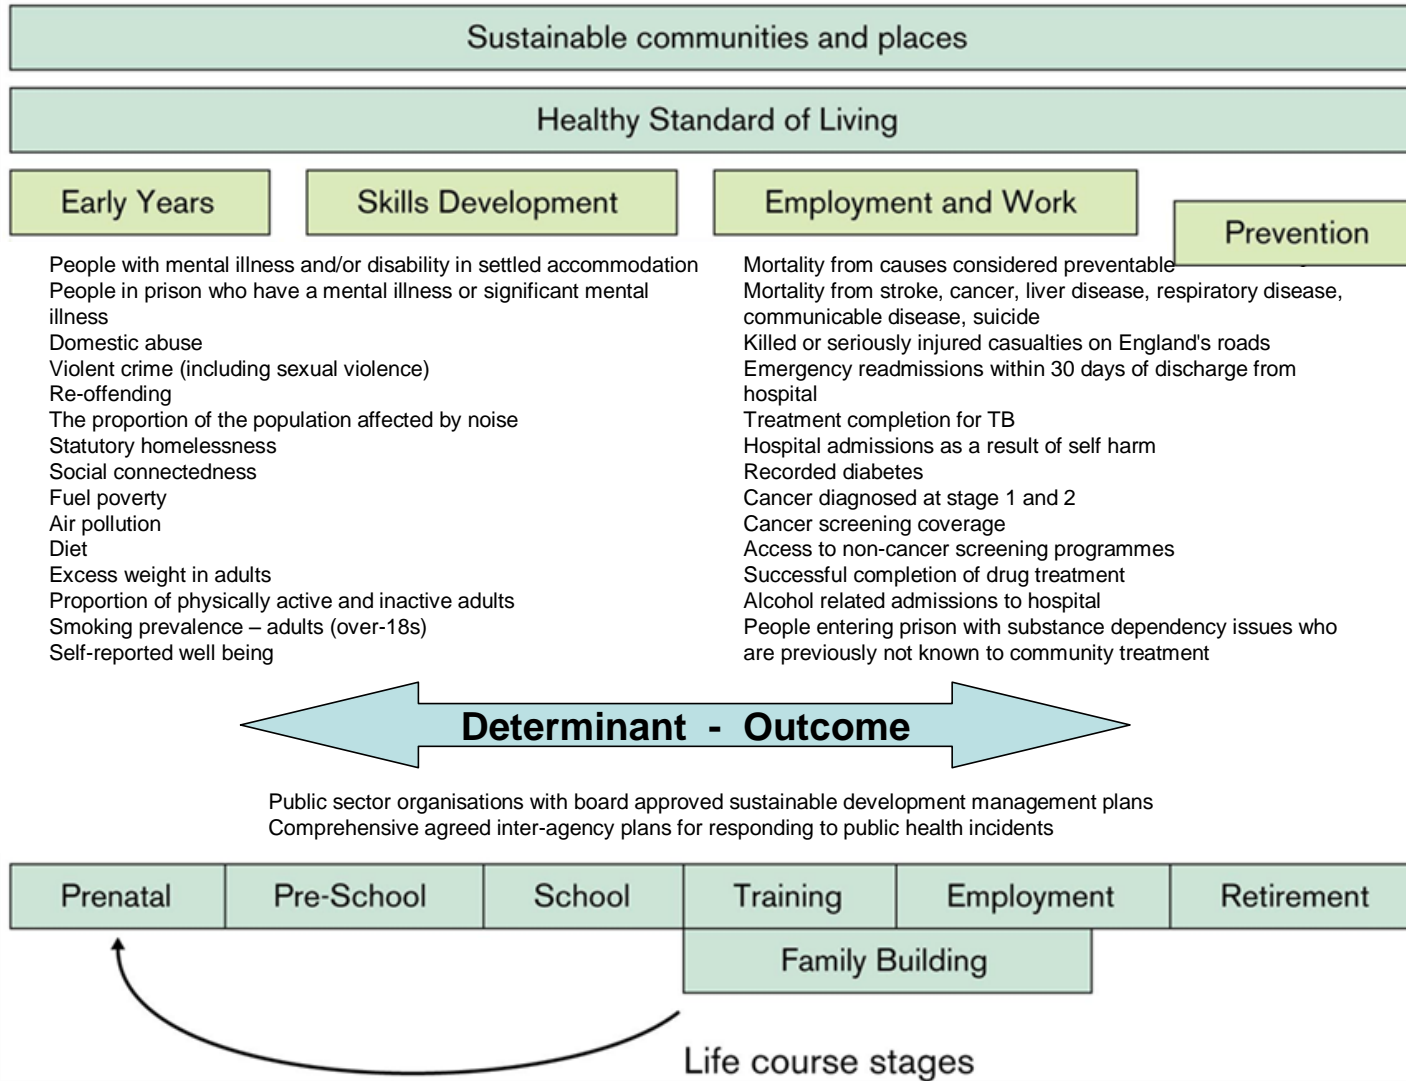 Sustainable communities and places
Healthy Standard of Living
Early Years
Skills Development
Employment and Work
Prevention
People with mental illness and/or disability in settled accommodation
People in prison who have a mental illness or significant mental
illness
Domestic abuse
Violent crime (including sexual violence)
Re-offending
The proportion of the population affected by noise
Statutory homelessness
Social connectedness
Fuel poverty
Air pollution
Diet
Excess weight in adults
Proportion of physically active and inactive adults
Smoking prevalence – adults (over-18s)
Self-reported well being
Mortality from causes considered preventable
Mortality from stroke, cancer, liver disease, respiratory disease,
communicable disease, suicide
Killed or seriously injured casualties on England's roads
Emergency readmissions within 30 days of discharge from
hospital
Treatment completion for TB
Hospital admissions as a result of self harm
Recorded diabetes
Cancer diagnosed at stage 1 and 2
Cancer screening coverage
Access to non-cancer screening programmes
Successful completion of drug treatment
Alcohol related admissions to hospital
People entering prison with substance dependency issues who
are previously not known to community treatment
Determinant - Outcome
Public sector organisations with board approved sustainable development management plans
Comprehensive agreed inter-agency plans for responding to public health incidents
Prenatal
Pre-School
School
Training
Employment
Retirement
Family Building
Life course stages